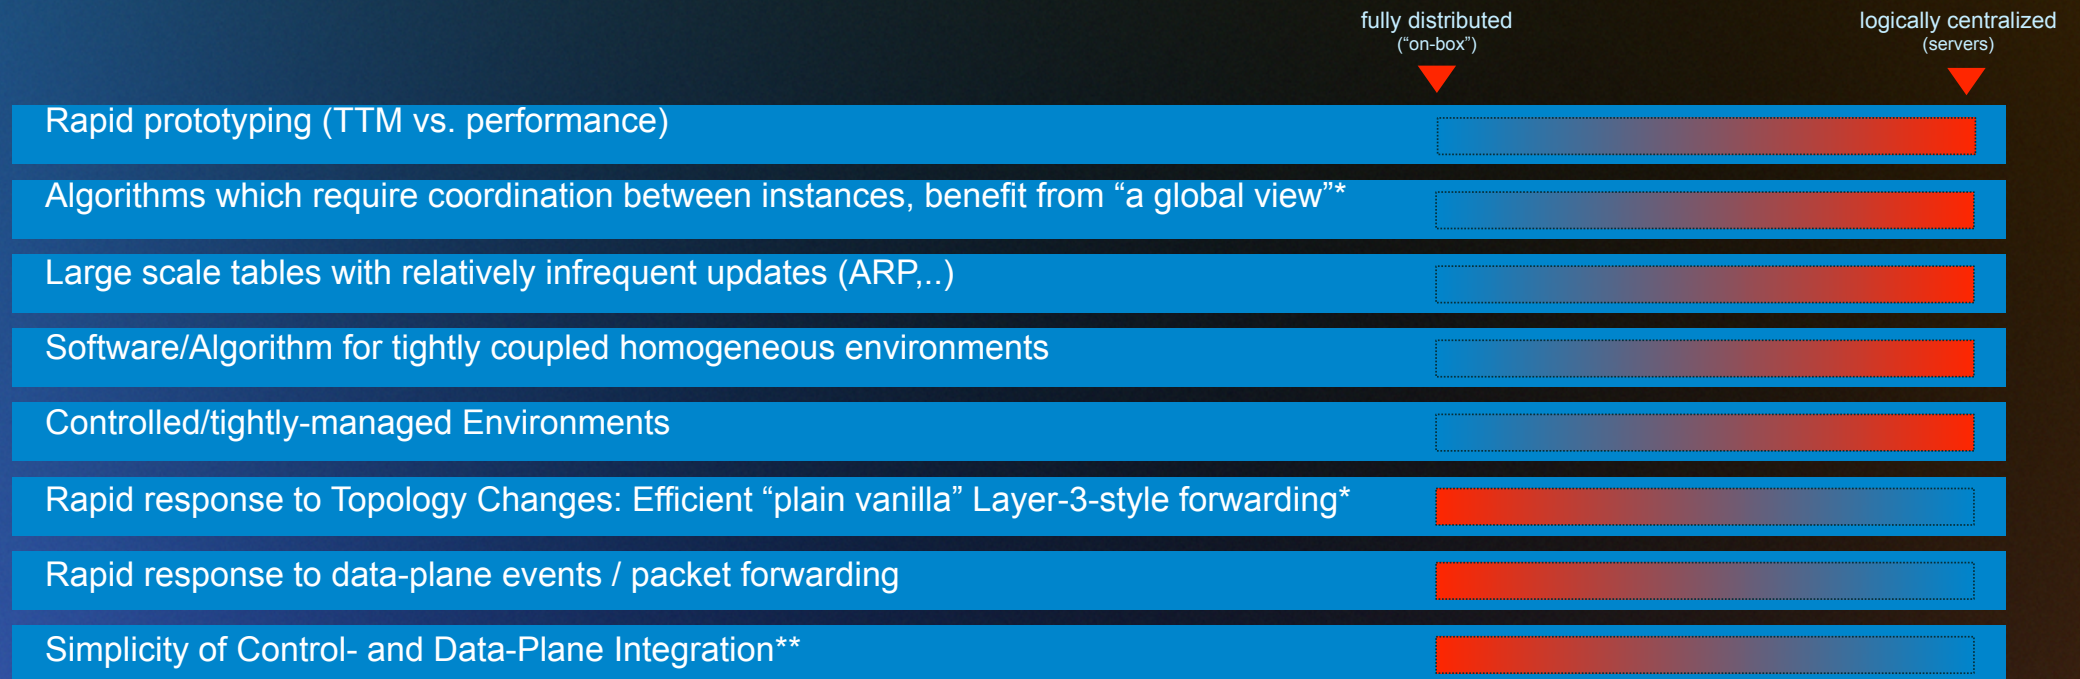 fully distributed
(“on-box”)
logically centralized
(servers)
Rapid prototyping (TTM vs. performance)
Algorithms which require coordination between instances, benefit from “a global view”*
Large scale tables with relatively infrequent updates (ARP,..)
Software/Algorithm for tightly coupled homogeneous environments
Controlled/tightly-managed Environments
Rapid response to Topology Changes: Efficient “plain vanilla” Layer-3-style forwarding*
Rapid response to data-plane events / packet forwarding
Simplicity of Control- and Data-Plane Integration**